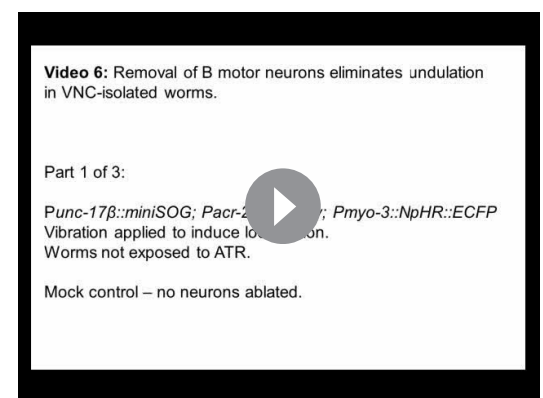 Video 6: Removal of B motor neurons eliminates undulation
in VNC-isolated worms.
Part 1 of 3:
Punc-17β::miniSOG; Pacr-2 ; Pmyo-3::NpHR::ECFP
Vibration applied to induce
Worms not exposed to ATR.
Mock control – no neurons ablated.